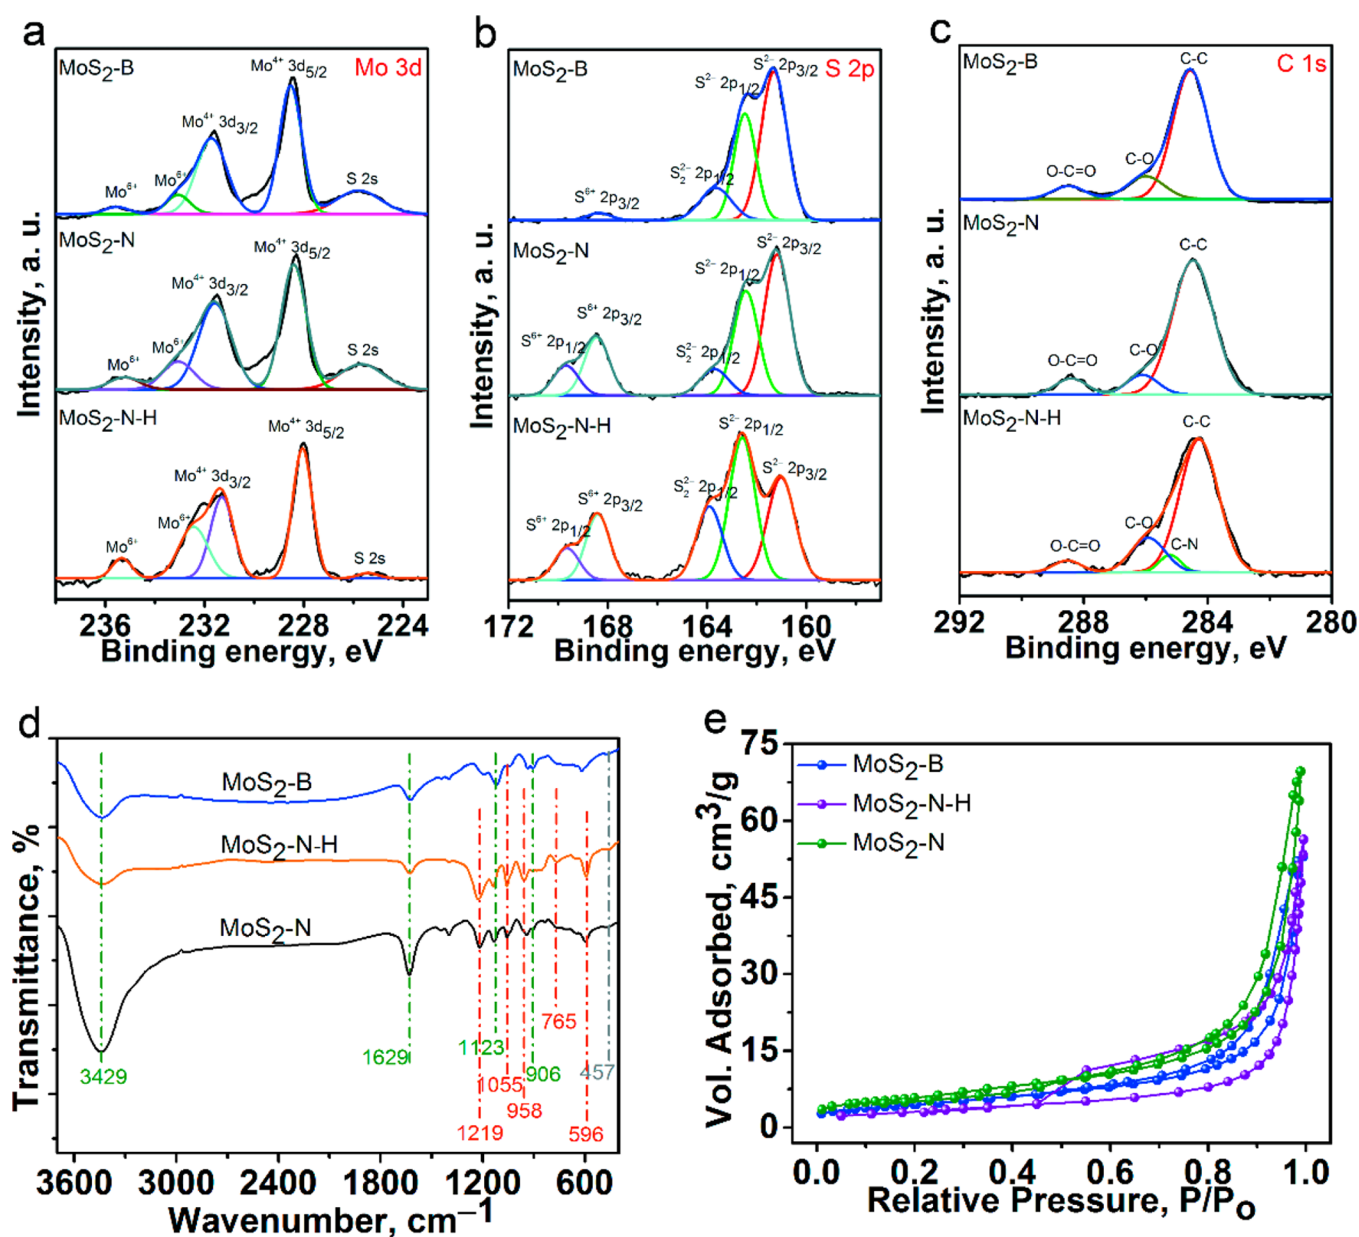 a
Mo 3d
Intensity, a. u.
MoS2-B
Mo6+
Mo6+
Mo4+ 3d3/2
Mo4+ 3d5/2
S 2s
MoS2-N
Mo6+
Mo6+
Mo4+ 3d3/2
Mo4+ 3d5/2
S 2s
MoS2-N-H
Mo6+
Mo6+
Mo4+ 3d3/2
Mo4+ 3d5/2
S 2s
236 232 228 224
Binding energy, eV
b
S 2p
Intensity, a. u.
MoS2-B
S6+ 2p3/2
S2 2− 2p1/2
S2− 2p1/2
S2− 2p3/2
MoS2-N
S6+ 2p1/2
S6+ 2p3/2
S2 2− 2p1/2
S2− 2p1/2
S2− 2p3/2
MoS2-N-H
S6+ 2p1/2
S6+ 2p3/2
S2 2− 2p1/2
S2− 2p1/2
S2− 2p3/2
172 168 164 160
Binding energy, eV
c
C 1s
Intensity, a. u.
MoS2-B
O-C=O
C-O
C-C
MoS2-N
O-C=O
C-O
C-C
MoS2-N-H
O-C=O
C-O
C-N
C-C
292 288 284 280
Binding energy, eV
d
Transmittance, %
MoS2-B
MoS2-N-H
MoS2-N
3429
1629
1123
1055
906
765
457
958
1219
596
3600 3000 2400 1800 1200 600
Wavenumber, cm−1
e
Vol. Adsorbed, cm3/g
75
60
45
30
15
0
MoS2-B
MoS2-N-H
MoS2-N
0.0 0.2 0.4 0.6 0.8 1.0
Relative Pressure, P/Po